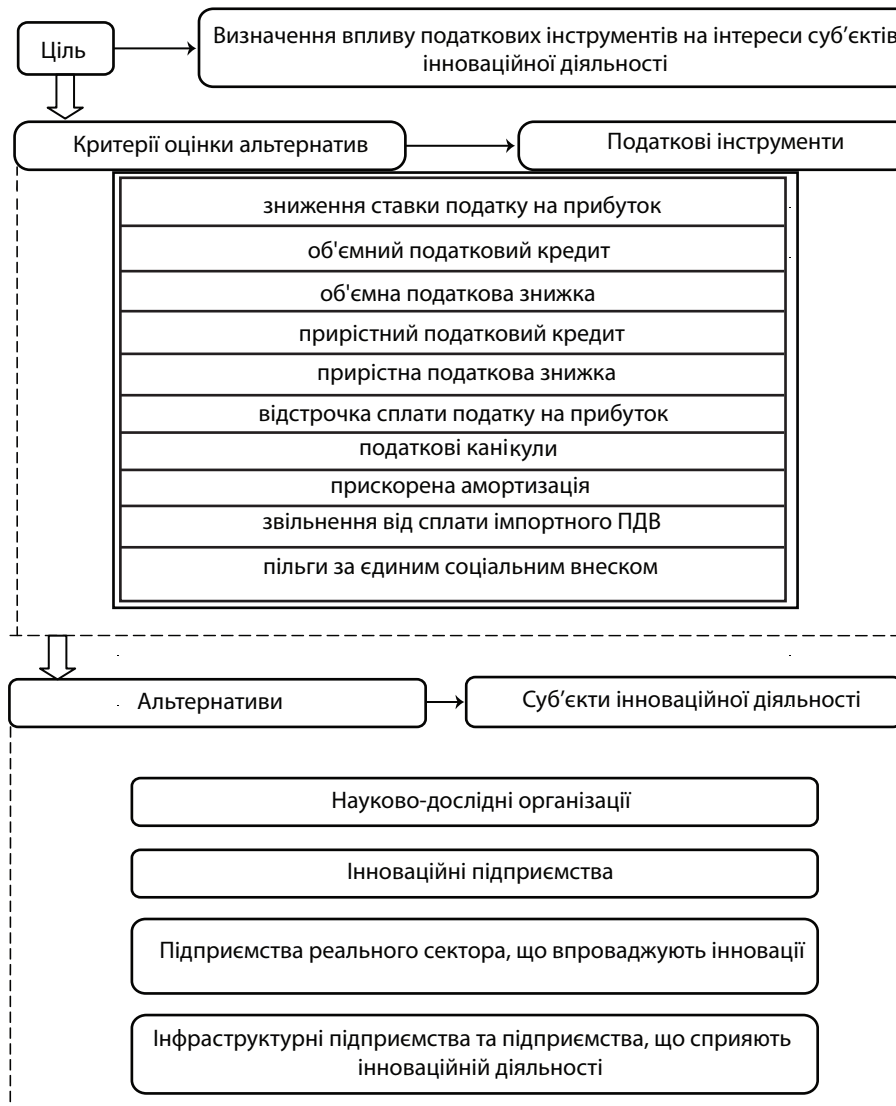 Ціль
Визначення впливу податкових інструментів на інтереси суб’єктів
інноваційної діяльності
Критерії оцінки альтернатив
Податкові інструменти
зниження ставки податку на прибуток
об'ємний податковий кредит
об'ємна податкова знижка
прирістний податковий кредит
прирістна податкова знижка
відстрочка сплати податку на прибуток
податкові канікули
прискорена амортизація
звільнення від сплати імпортного ПДВ
пільги за єдиним соціальним внеском
Альтернативи
Суб’єкти інноваційної діяльності
Науково-дослідні організації
Інноваційні підприємства
Підприємства реального сектора, що впроваджують інновації
Інфраструктурні підприємства та підприємства, що сприяють
інноваційній діяльності